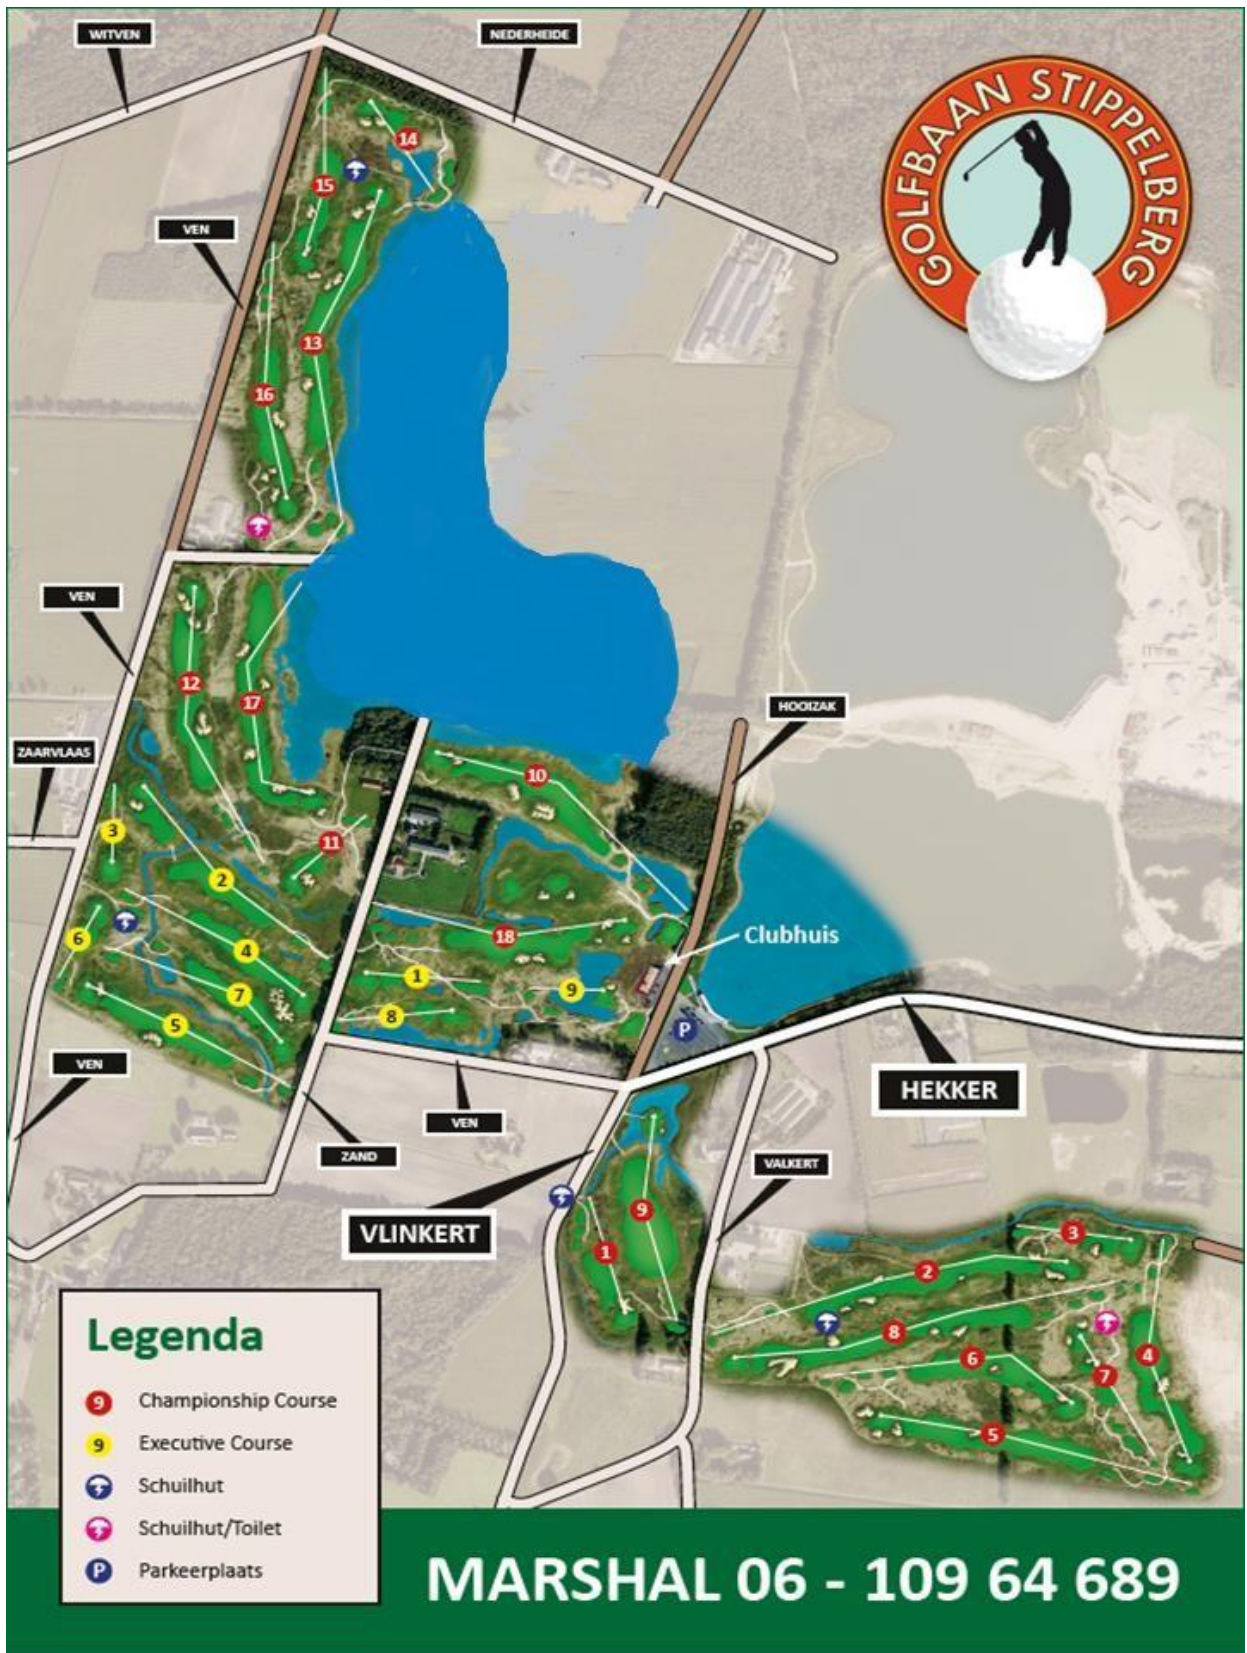 WITVEN
NEDERHEIDE
GOLFBAAN STIPPELBERG
14
15
VEN
13
16
VEN
12
17
HOOIZAK
ZAARVLAAS
10
3
11
2
6
4
18
Clubhuis
1
9
7
8
5
P
VEN
HEKKER
VEN
ZAND
VALKERT
VLINKERT
9
1
3
2
8
6
4
7
5
Legenda
9 Championship Course
9 Executive Course
Schuilhut
Schuilhut/Toilet
P Parkeerplaats
MARSHAL 06 - 109 64 689